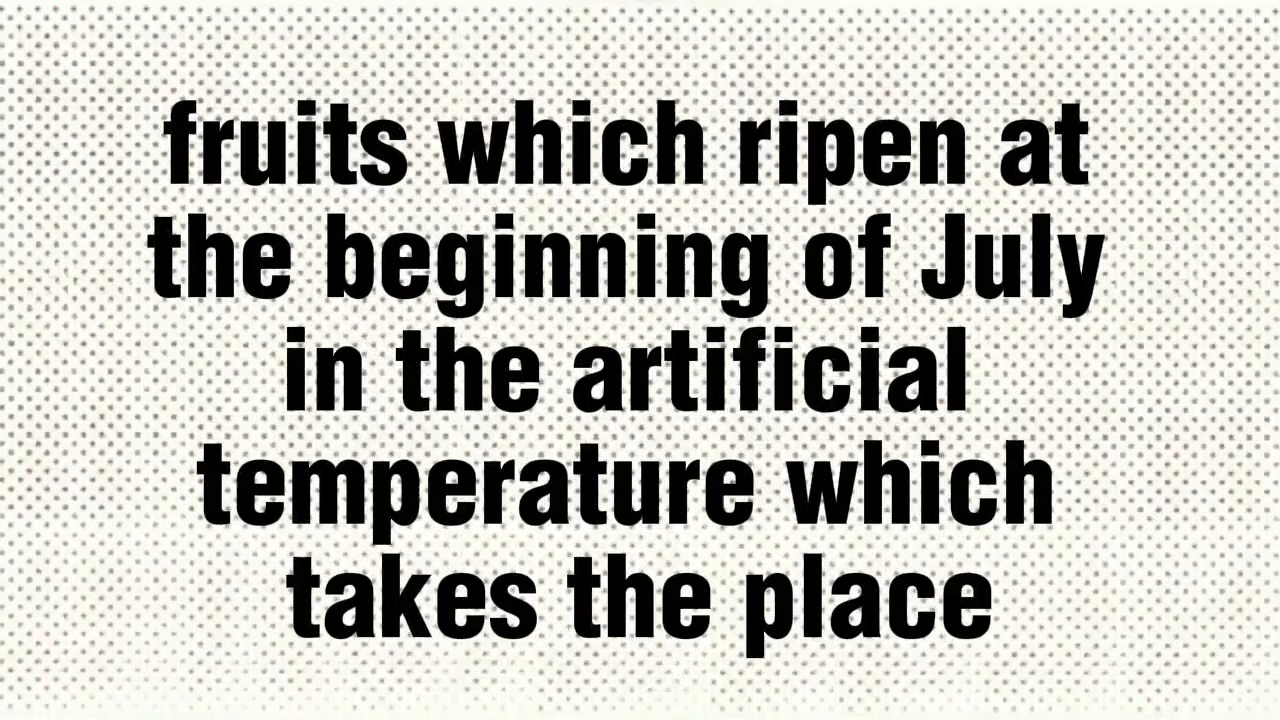 fruits which ripen at
the beginning of July
in the artificial
temperature which
takes the place